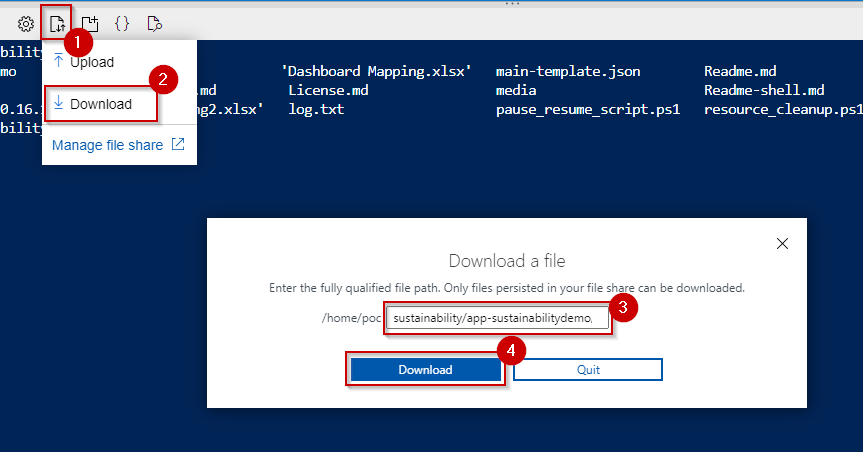 1
bility
Upload
2
mo 'Dashboard Mapping.xlsx' main-template.json Readme.md
Download
.md License.md media Readme-shell.md
0.16. ng2.xlsx' log.txt pause_resume_script.ps1 resource_cleanup.ps1
bility
Manage file share
Download a file
Enter the fully qualified file path. Only files persisted in your file share can be downloaded.
3
/home/poc sustainability/app-sustainabilitydemo,
4
Download Quit